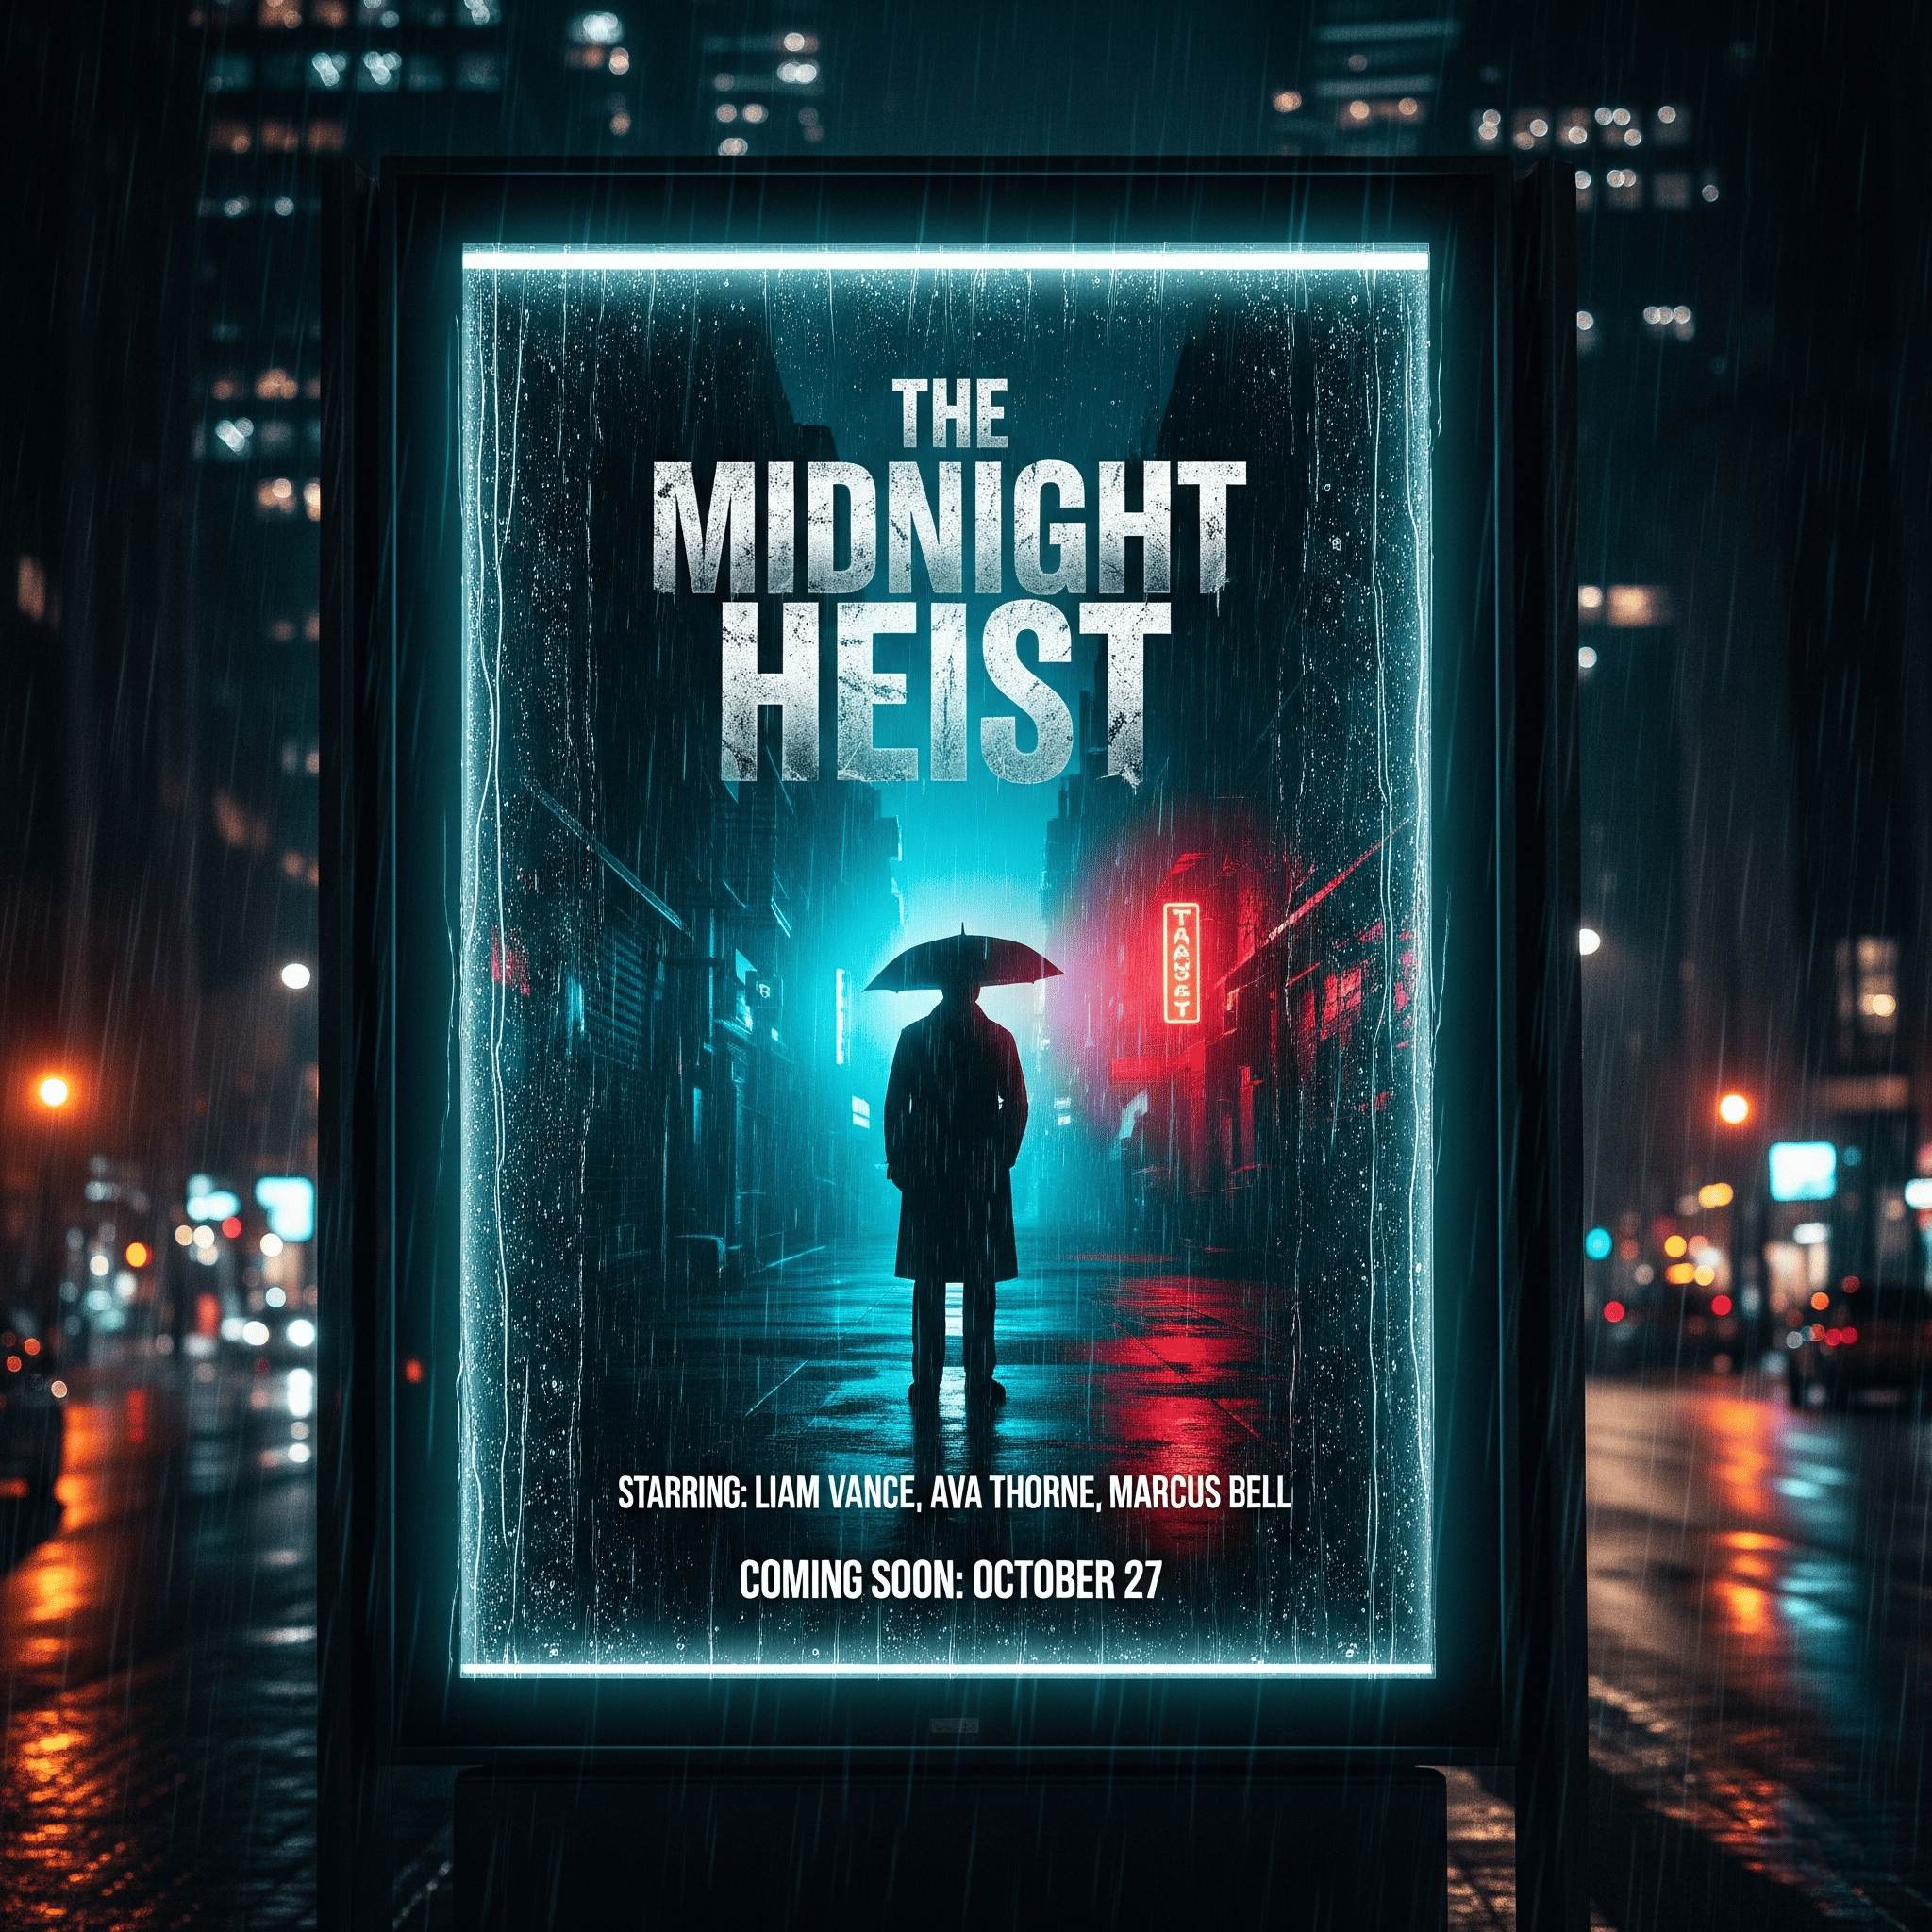 THE
MIDNIGHT
HEIST
STARRING: LIAM VANCE, AVA THORNE, MARCUS BELL
COMING SOON: OCTOBER 27